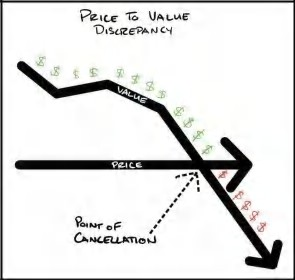 PRICE TO VALUE
DISCREPANCY
$ $ $ $ $ $ $ $ $ $ $ $ $
VALUE
PRICE
$ $ $ $ $ $
POINT OF
CANCELLATION